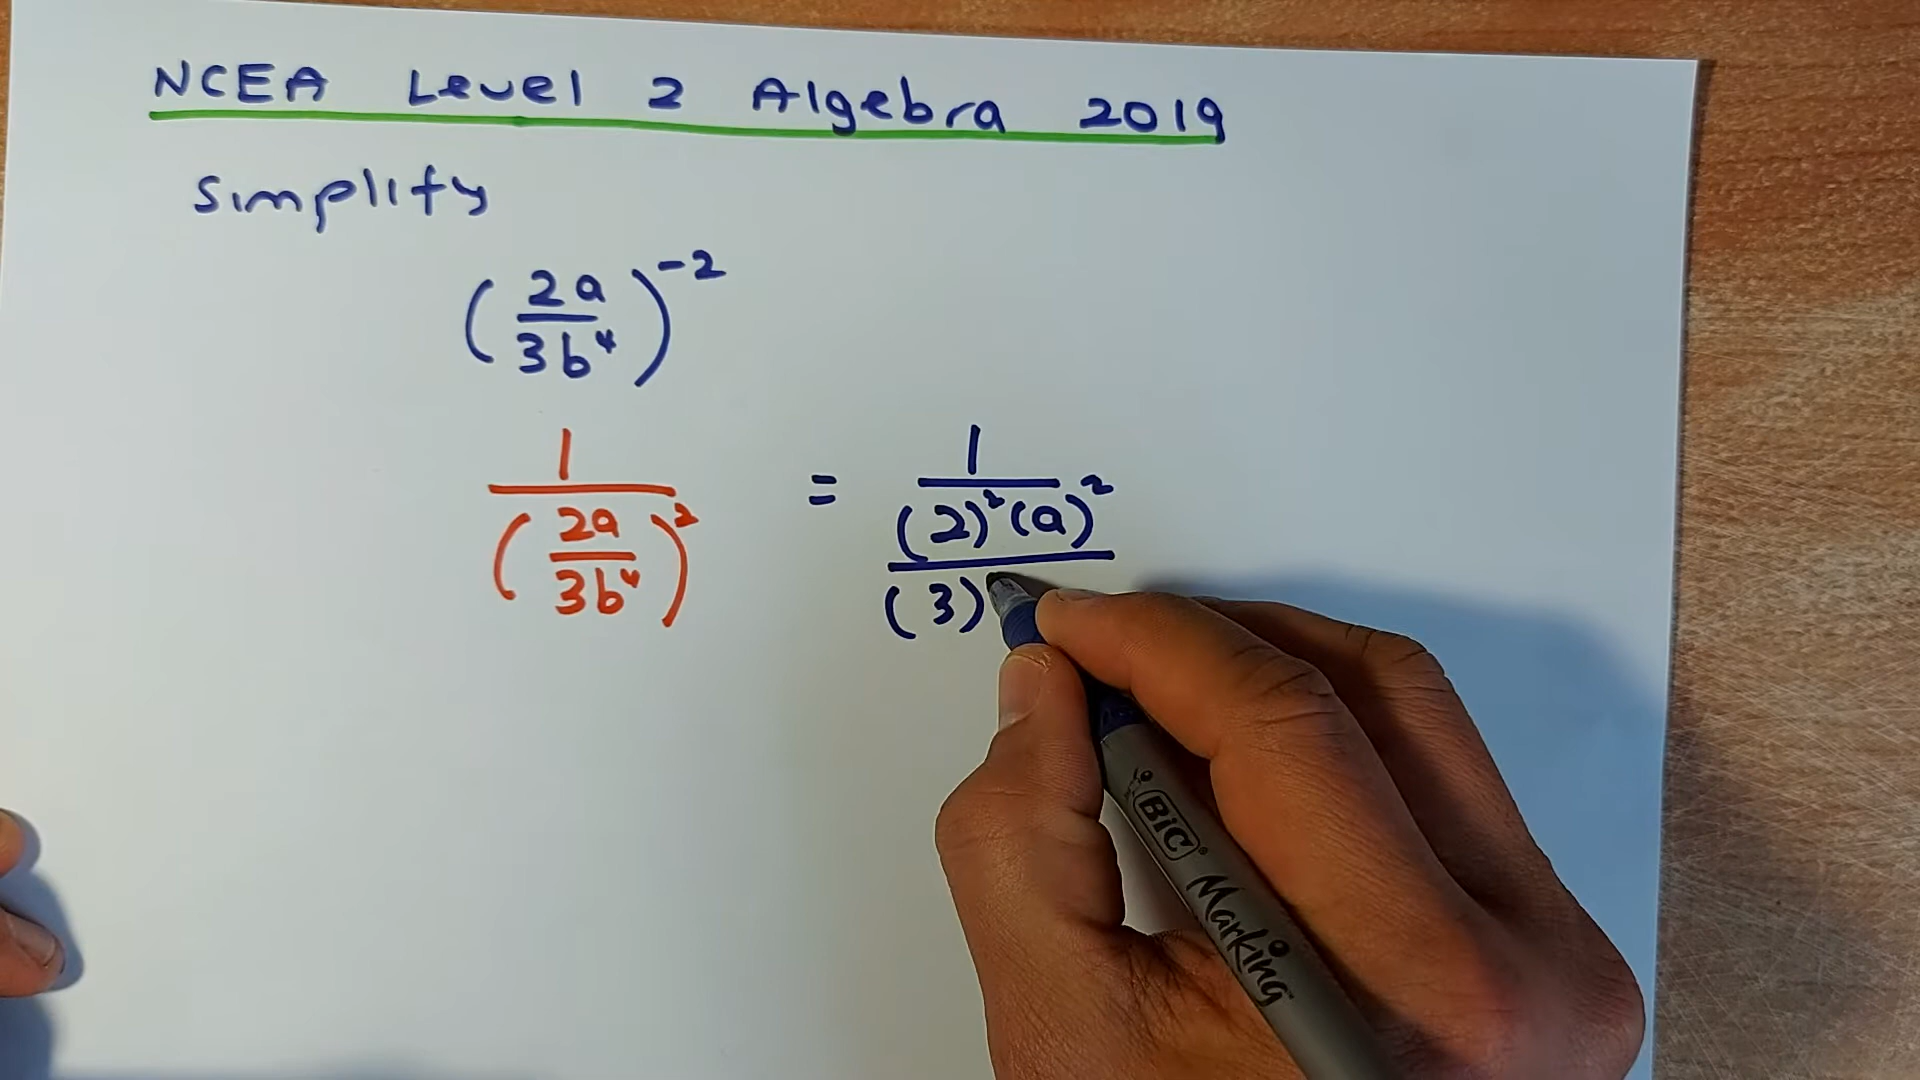 NCEA Level 2 Algebra 2019
Simplify
(2a/3b⁴)⁻²
1/(2a/3b⁴)² = 1/((2)²(a)²/(3)
BIC Marking